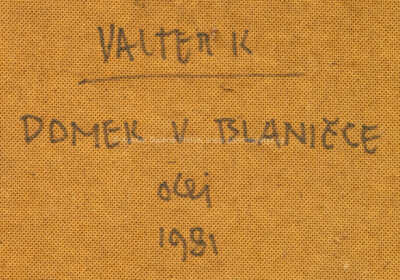 VALTER K
DOMEK V BLANIČCE
olej
1981